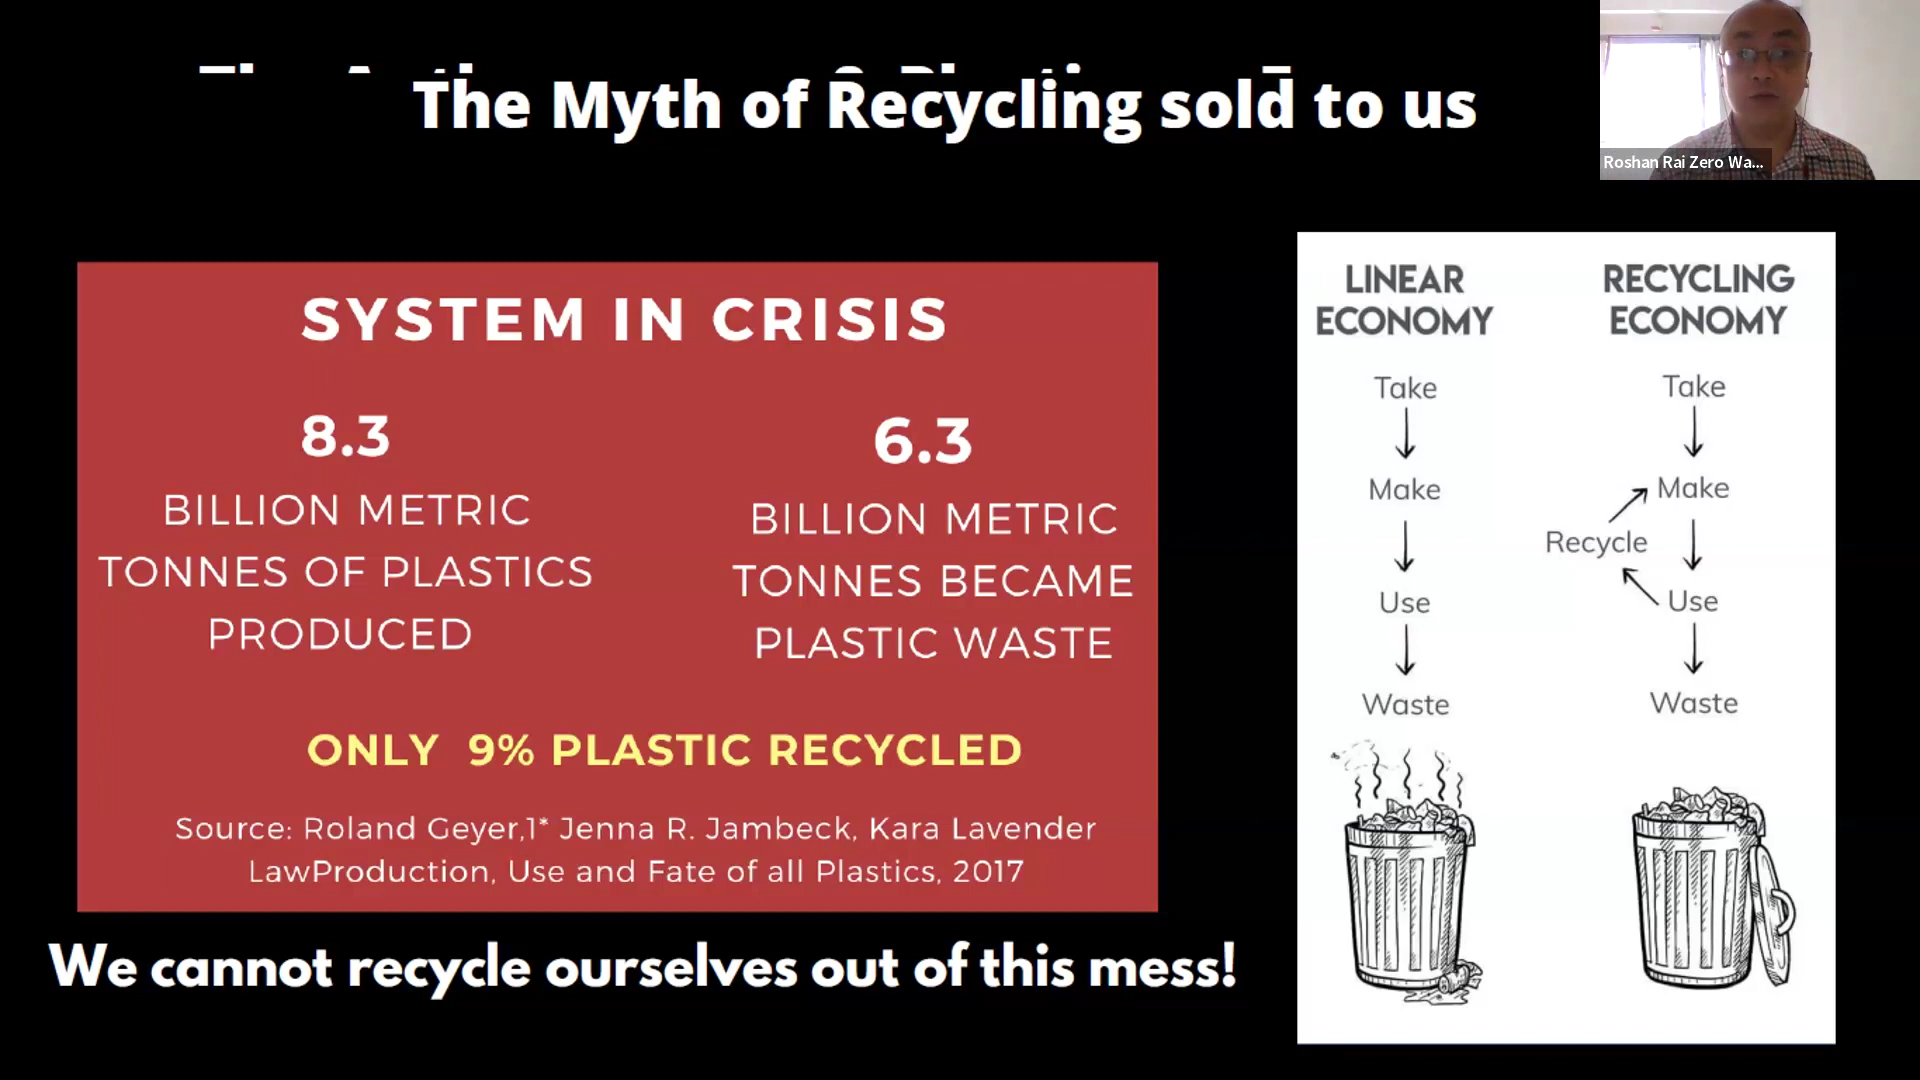 The Myth of Recycling sold to us
Roshan Rai Zero Wa...
SYSTEM IN CRISIS
8.3
BILLION METRIC
TONNES OF PLASTICS
PRODUCED
6.3
BILLION METRIC
TONNES BECAME
PLASTIC WASTE
ONLY 9% PLASTIC RECYCLED
Source: Roland Geyer,1* Jenna R. Jambeck, Kara Lavender
LawProduction, Use and Fate of all Plastics, 2017
We cannot recycle ourselves out of this mess!
LINEAR
ECONOMY
Take
Make
Use
Waste
RECYCLING
ECONOMY
Take
Make
Recycle
Use
Waste